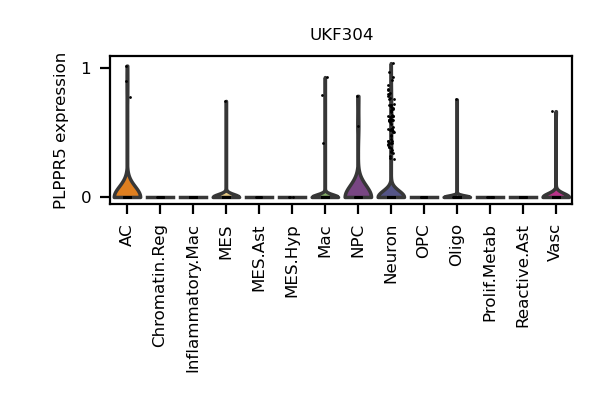 UKF304
PLPPR5 expression
1
0
AC
Chromatin.Reg
Inflammatory.Mac
MES
MES.Ast
MES.Hyp
Mac
NPC
Neuron
OPC
Oligo
Prolif.Metab
Reactive.Ast
Vasc